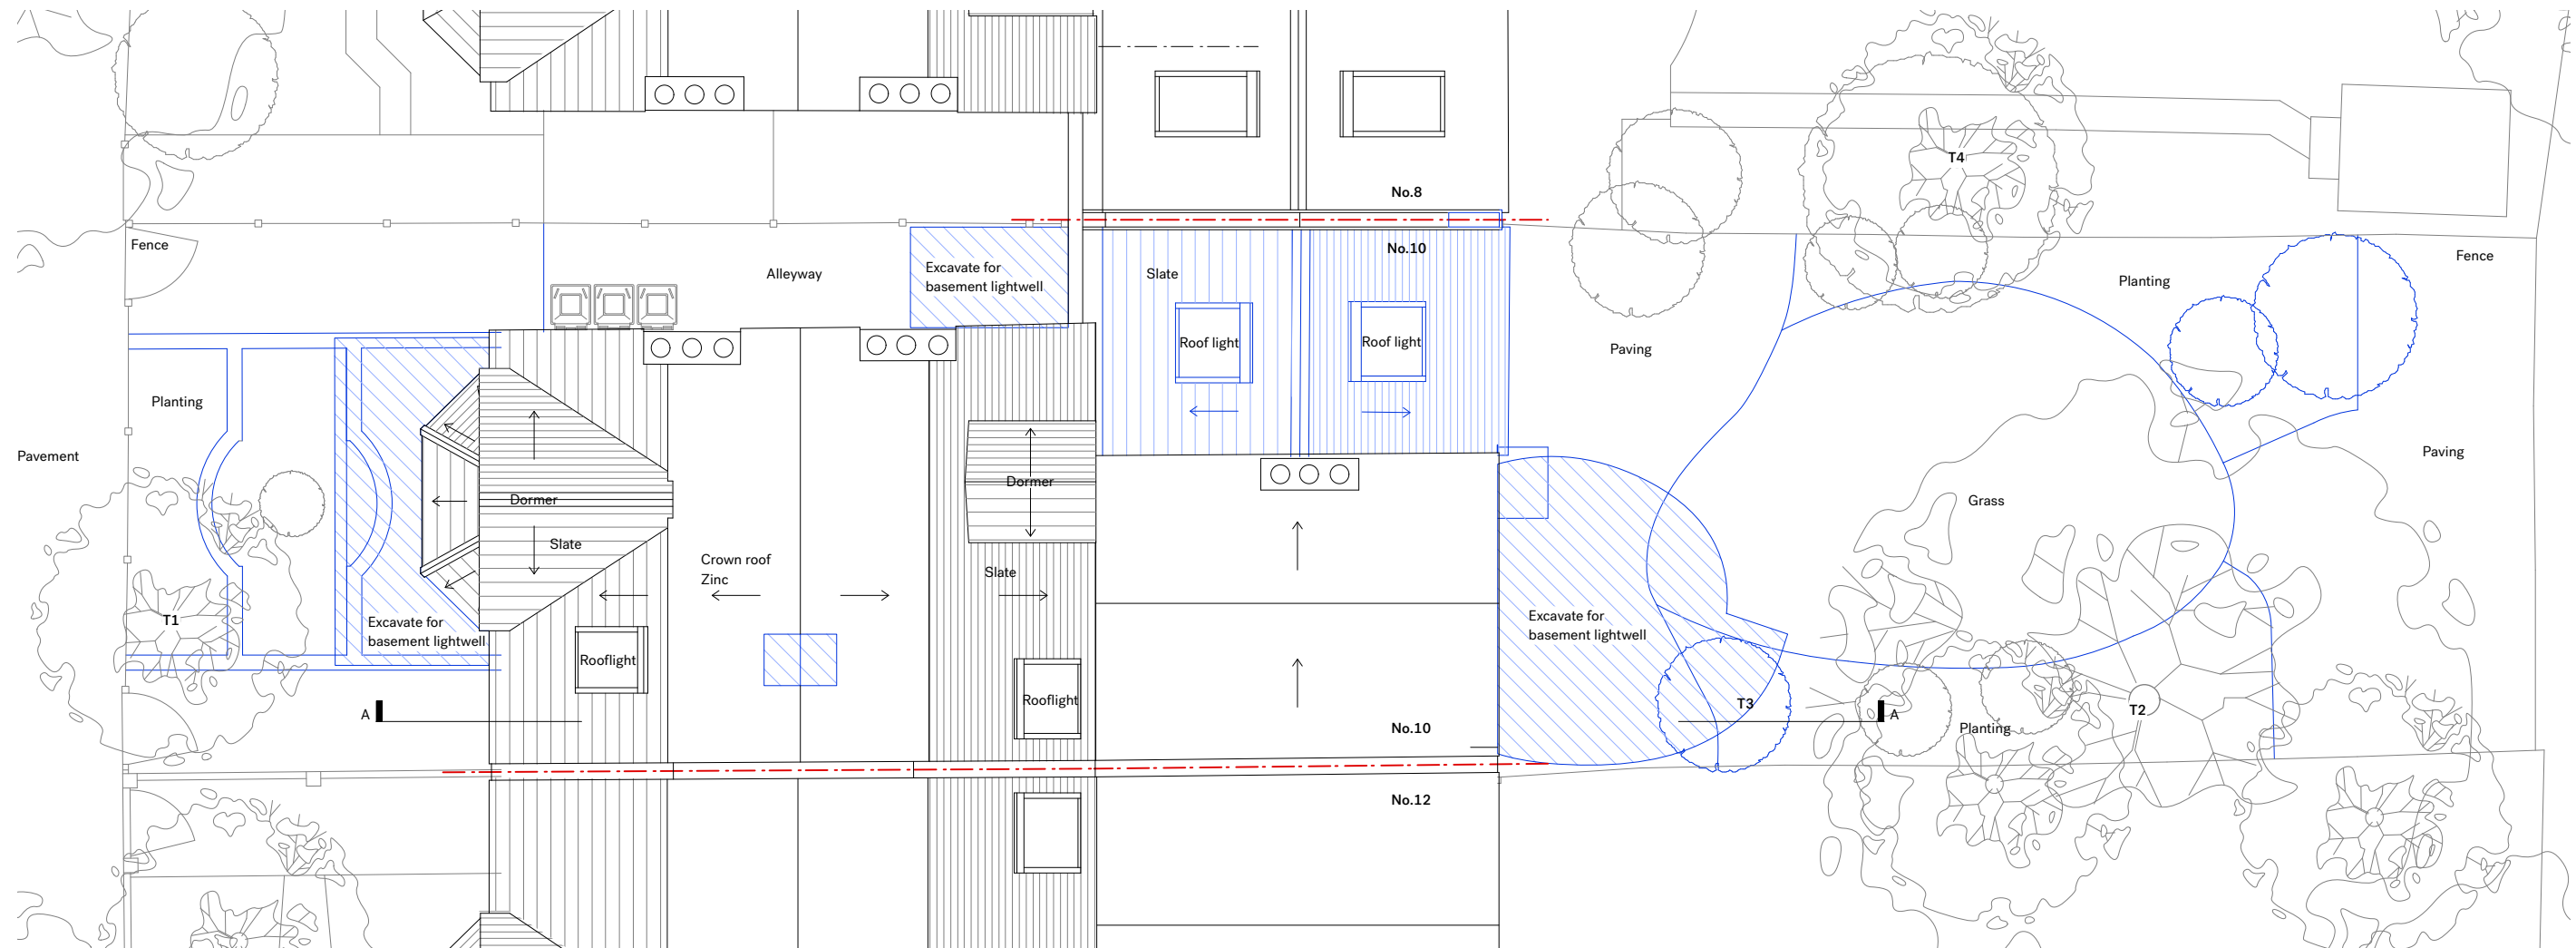 T4
No.8
Fence
No.10
Fence
Alleyway
Excavate for
basement lightwell
Slate
Planting
Roof light
Roof light
Paving
Planting
Pavement
Paving
Dormer
Dormer
Grass
Slate
Crown roof
Zinc
Slate
T1
Excavate for
basement lightwell
Excavate for
basement lightwell
Rooflight
Rooflight
T3
T2
A
A
No.10
Planting
No.12